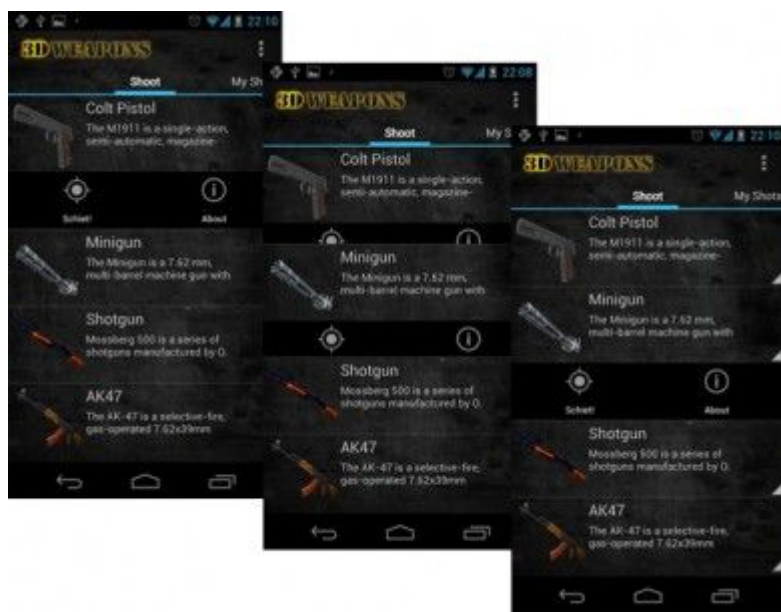 22:10
3D WEAPONS
Shoot
My Sh
Colt Pistol
The M1911 is a single-action,
semi-automatic, magazine-
Schiet!
About
Minigun
The Minigun is a 7.62 mm,
multi-barrel machine gun with
Shotgun
Mossberg 500 is a series of
shotguns manufactured by O.
AK47
The AK-47 is a selective-fire,
gas-operated 7.62x39mm
22:08
3D WEAPONS
Shoot
My S
Colt Pistol
The M1911 is a single-action,
semi-automatic, magazine-
Minigun
The Minigun is a 7.62 mm,
multi-barrel machine gun with
Shotgun
Mossberg 500 is a series of
shotguns manufactured by O.
AK47
The AK-47 is a selective-fire,
gas-operated 7.62x39mm
3D WEAPONS
Shoot
My Shots
Colt Pistol
The M1911 is a single-action,
semi-automatic, magazine-
Minigun
The Minigun is a 7.62 mm,
multi-barrel machine gun with
Schiet!
About
Shotgun
Mossberg 500 is a series of
shotguns manufactured by O.
AK47
The AK-47 is a selective-fire,
gas-operated 7.62x39mm